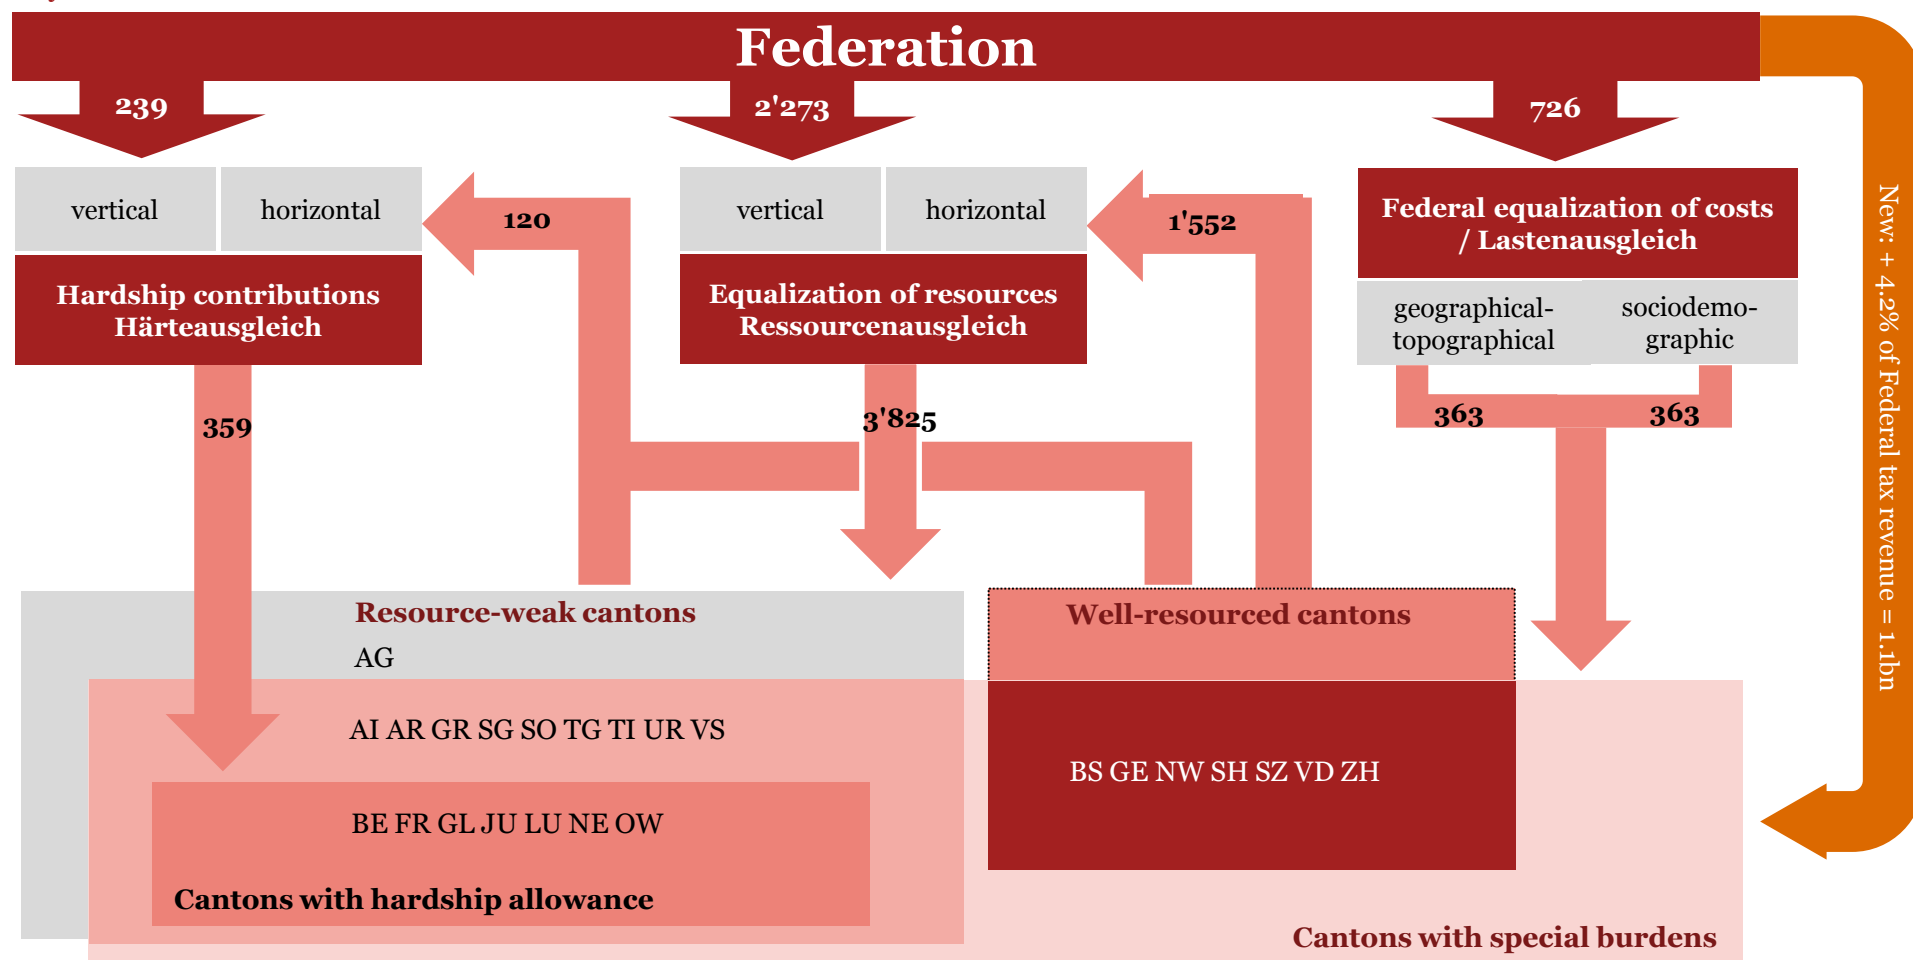 Federation
239
2'273
726
vertical
horizontal
120
vertical
horizontal
1'552
Federal equalization of costs
/ Lastenausgleich
Hardship contributions
Härteausgleich
Equalization of resources
Ressourcenausgleich
geographical-
topographical
sociodemo-
graphic
359
3'825
363
363
New: + 4.2% of Federal tax revenue = 1.1bn
Resource-weak cantons
AG
Well-resourced cantons
AI AR GR SG SO TG TI UR VS
BS GE NW SH SZ VD ZH
BE FR GL JU LU NE OW
Cantons with hardship allowance
Cantons with special burdens